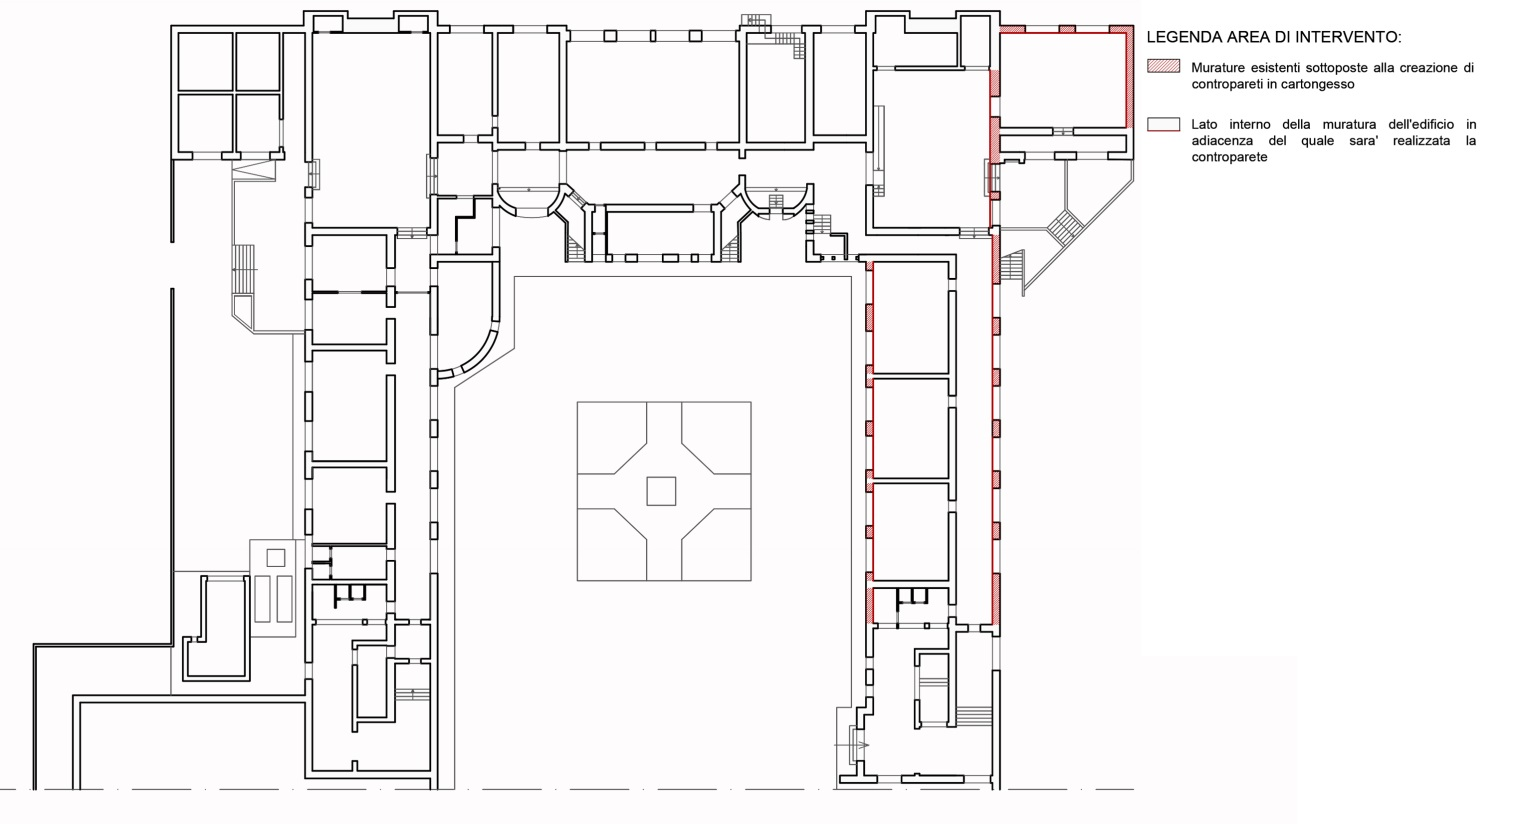 LEGENDA AREA DI INTERVENTO:
Murature esistenti sottoposte alla creazione di
contropareti in cartongesso
Lato interno della muratura dell'edificio in
adiacenza del quale sara' realizzata la
controparete